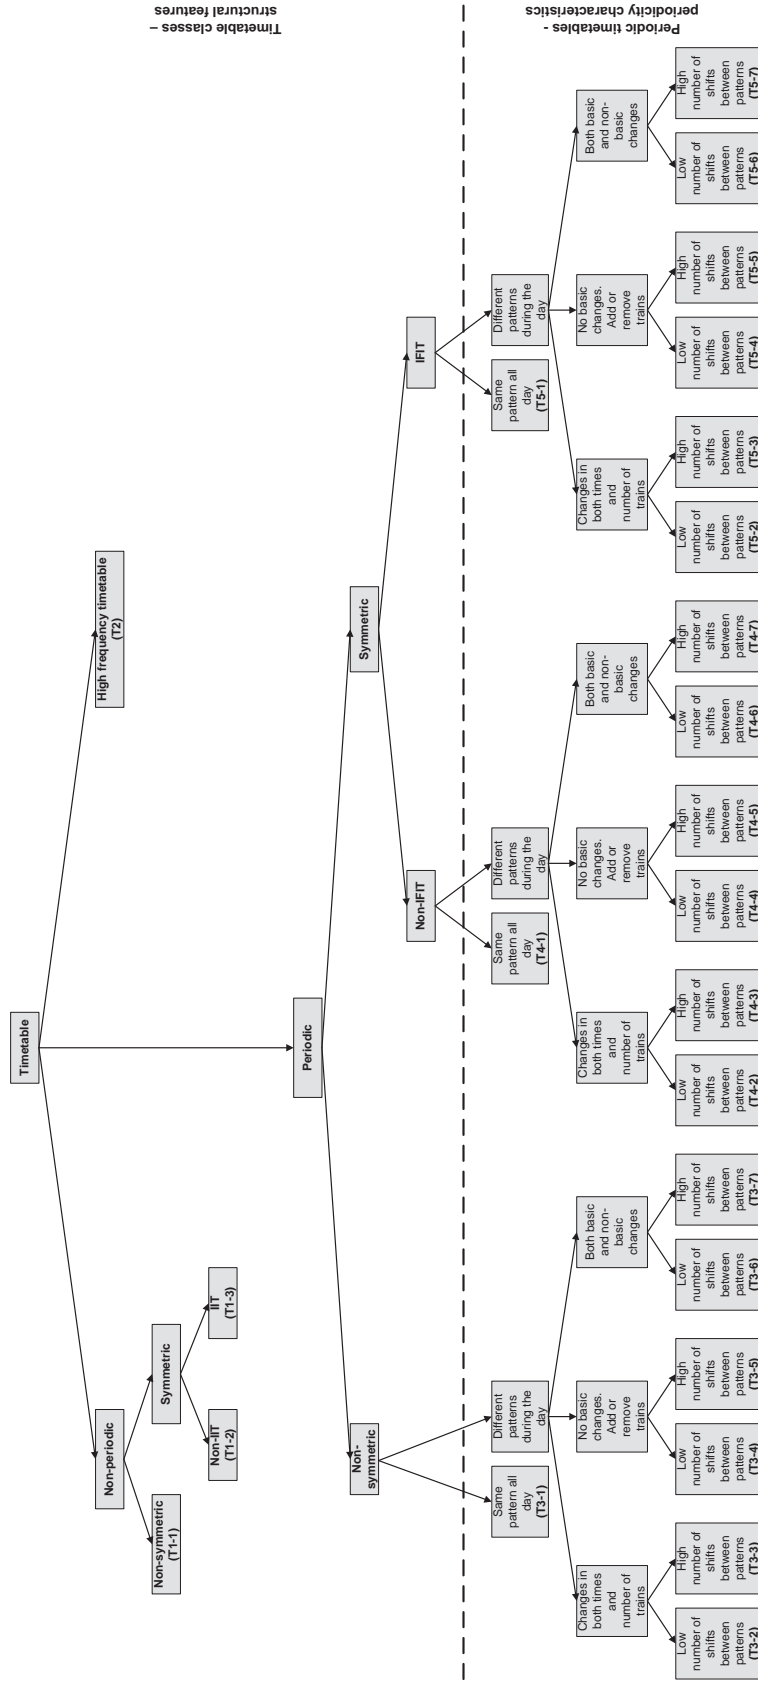 Timetable classes –
structural features
Timetable
Non-periodic
High frequency timetable
(T2)
Non-symmetric
(T1-1)
Symmetric
Non-IIT
(T1-2)
IIT
(T1-3)
Periodic
Non-
symmetric
Symmetric
Non-IFIT
IFIT
Periodic timetables -
periodicity characteristics
Same
pattern all
day
(T3-1)
Different
patterns
during the
day
Same
pattern all
day
(T4-1)
Different
patterns
during the
day
Same
pattern all
day
(T5-1)
Different
patterns
during the
day
Changes in
both times
and
number of
trains
No basic
changes.
Add or
remove
trains
Both basic
and non-
basic
changes
Changes in
both times
and
number of
trains
No basic
changes.
Add or
remove
trains
Both basic
and non-
basic
changes
Changes in
both times
and
number of
trains
No basic
changes.
Add or
remove
trains
Both basic
and non-
basic
changes
Low
number of
shifts
between
patterns
(T3-2)
High
number of
shifts
between
patterns
(T3-3)
Low
number of
shifts
between
patterns
(T3-4)
High
number of
shifts
between
patterns
(T3-5)
Low
number of
shifts
between
patterns
(T3-6)
High
number of
shifts
between
patterns
(T3-7)
Low
number of
shifts
between
patterns
(T4-2)
High
number of
shifts
between
patterns
(T4-3)
Low
number of
shifts
between
patterns
(T4-4)
High
number of
shifts
between
patterns
(T4-5)
Low
number of
shifts
between
patterns
(T4-6)
High
number of
shifts
between
patterns
(T4-7)
Low
number of
shifts
between
patterns
(T5-2)
High
number of
shifts
between
patterns
(T5-3)
Low
number of
shifts
between
patterns
(T5-4)
High
number of
shifts
between
patterns
(T5-5)
Low
number of
shifts
between
patterns
(T5-6)
High
number of
shifts
between
patterns
(T5-7)